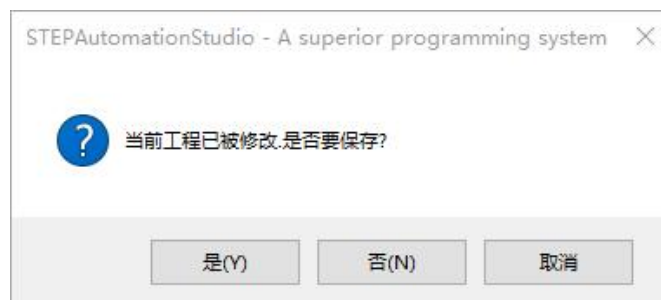 STEPAutomationStudio - A superior programming system
当前工程已被修改.是否要保存?
是(Y) 否(N) 取消